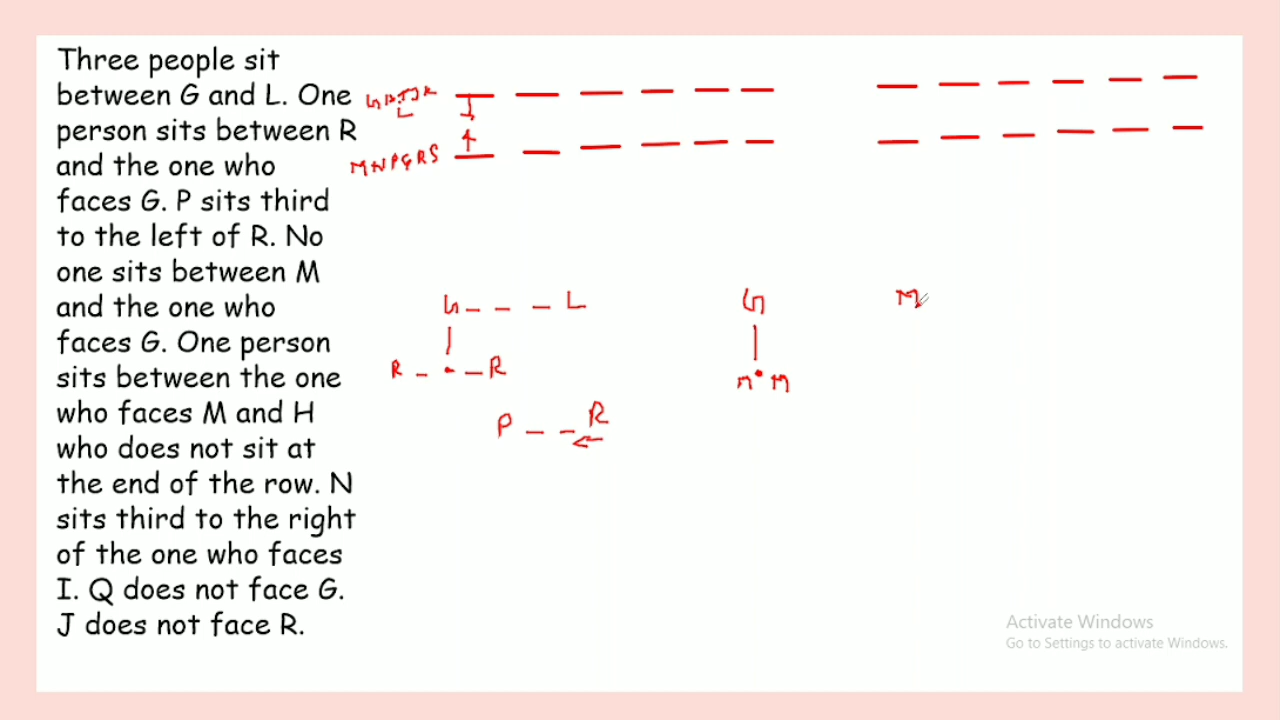 Three people sit
between G and L. One
person sits between R
and the one who
faces G. P sits third
to the left of R. No
one sits between M
and the one who
faces G. One person
sits between the one
who faces M and H
who does not sit at
the end of the row. N
sits third to the right
of the one who faces
I. Q does not face G.
J does not face R.
L
MNPQRS
G _ _ _ L
R _ . _ R
P _ _ R
G
M . M
M
Activate Windows
Go to Settings to activate Windows.